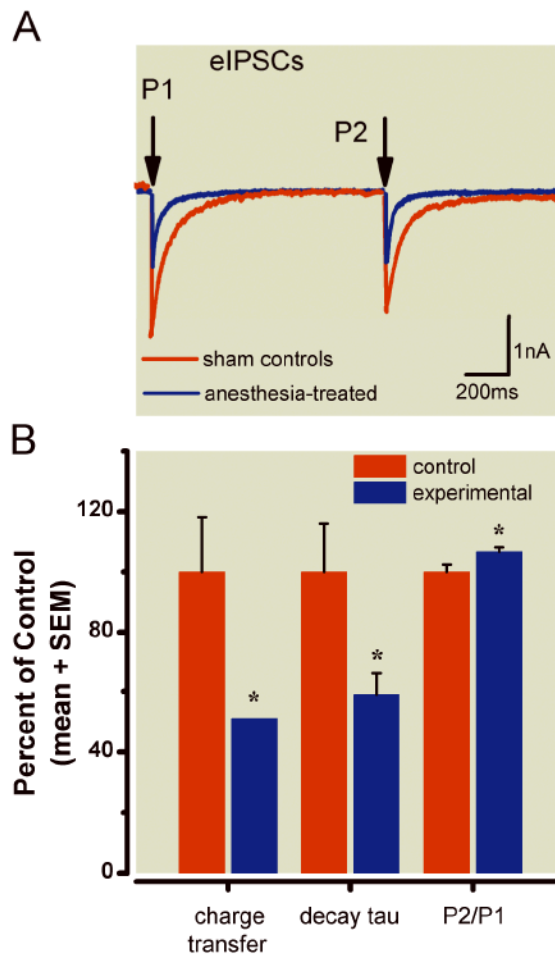 A
eIPSCs
P1
P2
sham controls
anesthesia-treated
1nA
200ms
B
control
experimental
Percent of Control
(mean + SEM)
120
80
40
0
*
*
*
charge
transfer
decay tau
P2/P1